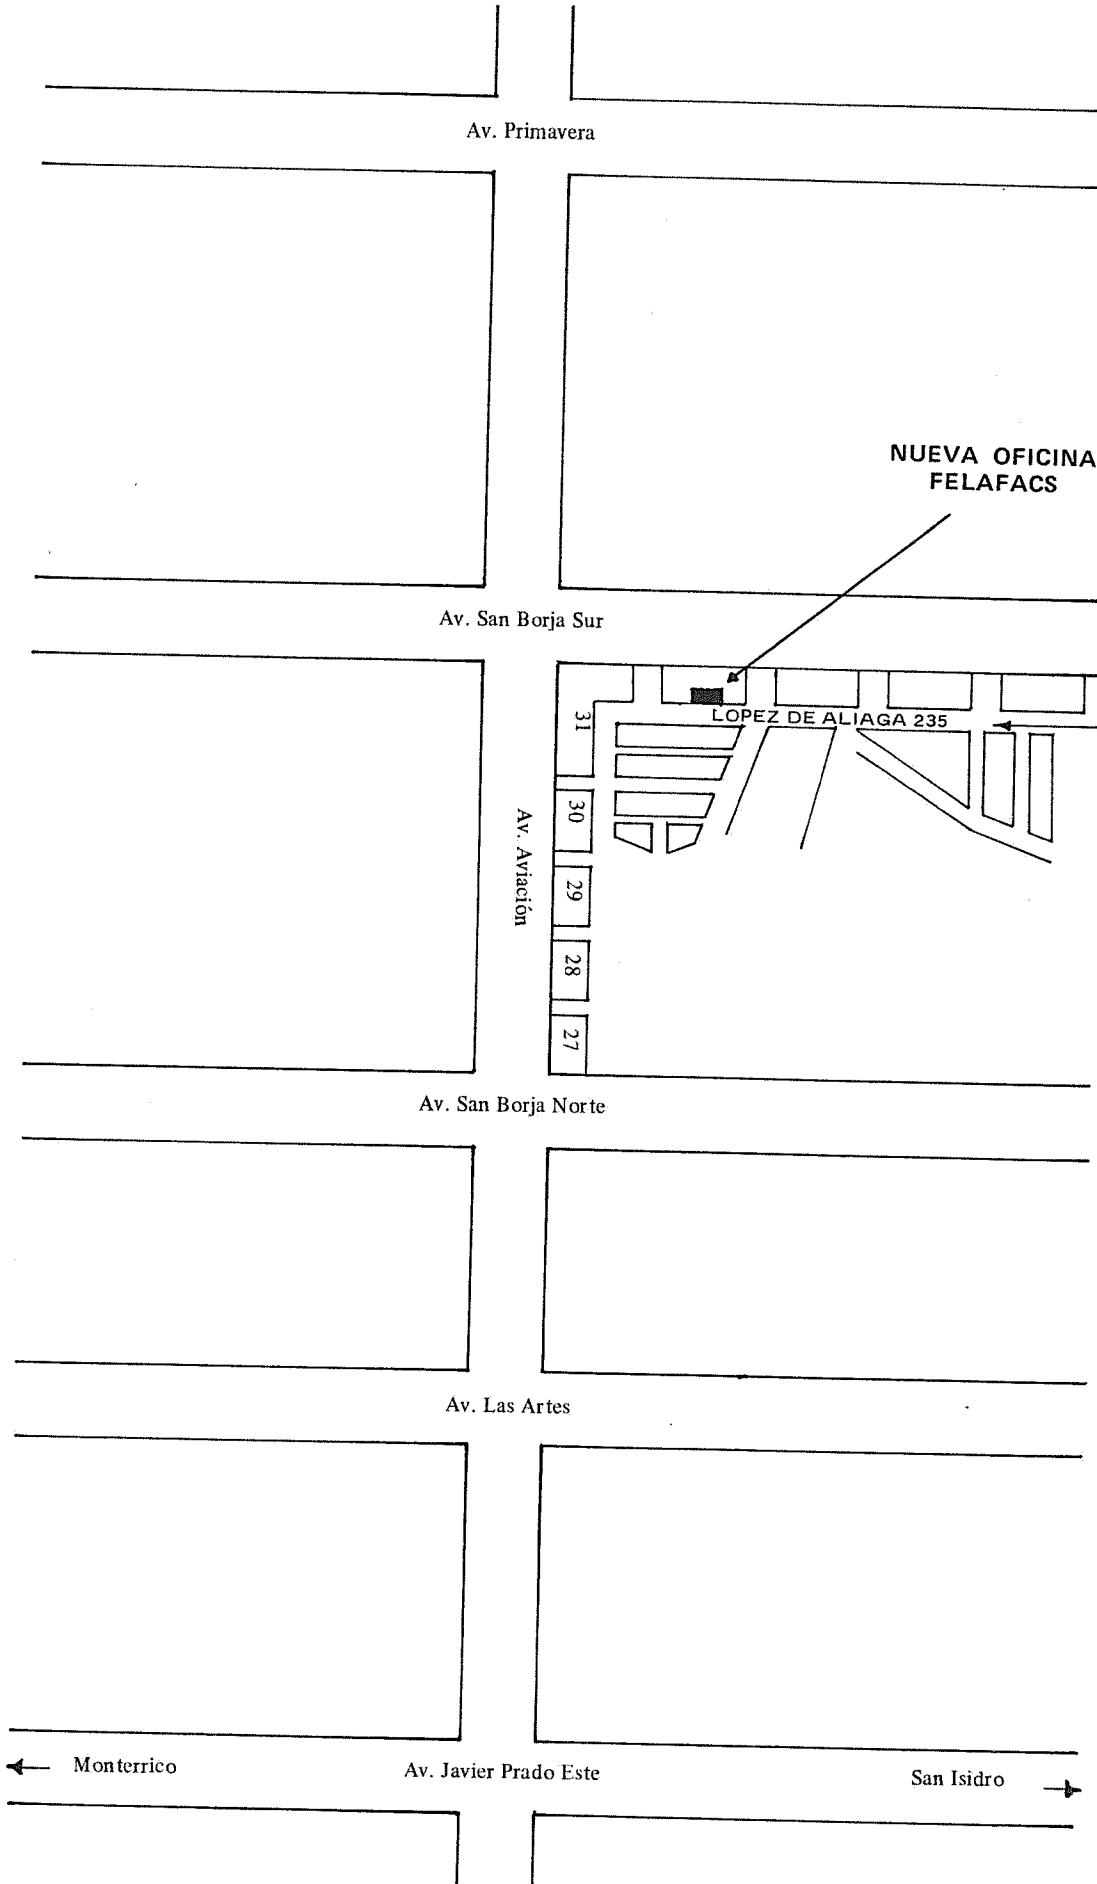 Av. Primavera
NUEVA OFICINA
FELAFACS
Av. San Borja Sur
LOPEZ DE ALIAGA 235
31
30
29
28
27
Av. Aviación
Av. San Borja Norte
Av. Las Artes
Monterrico
Av. Javier Prado Este
San Isidro